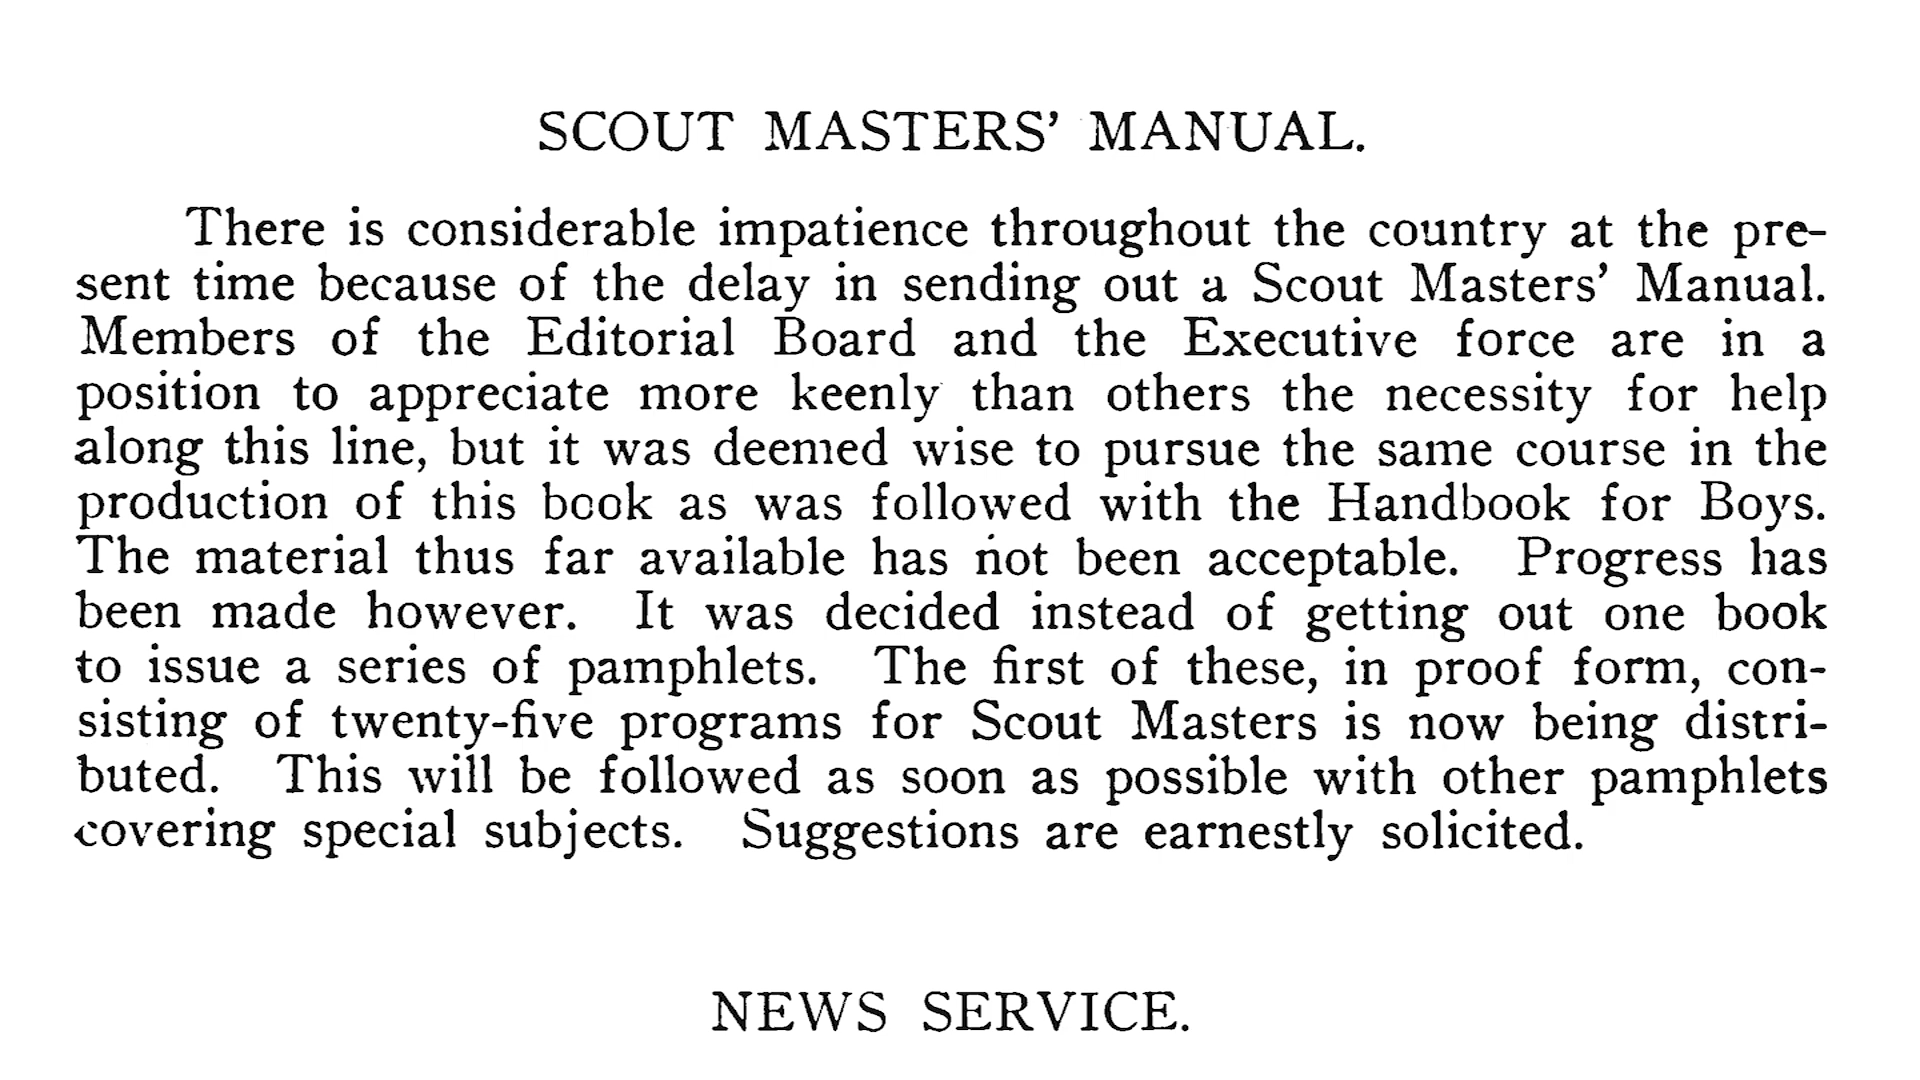 SCOUT MASTERS' MANUAL.
There is considerable impatience throughout the country at the pre-
sent time because of the delay in sending out a Scout Masters' Manual.
Members of the Editorial Board and the Executive force are in a
position to appreciate more keenly than others the necessity for help
along this line, but it was deemed wise to pursue the same course in the
production of this book as was followed with the Handbook for Boys.
The material thus far available has not been acceptable. Progress has
been made however. It was decided instead of getting out one book
to issue a series of pamphlets. The first of these, in proof form, con-
sisting of twenty-five programs for Scout Masters is now being distri-
buted. This will be followed as soon as possible with other pamphlets
covering special subjects. Suggestions are earnestly solicited.
NEWS SERVICE.